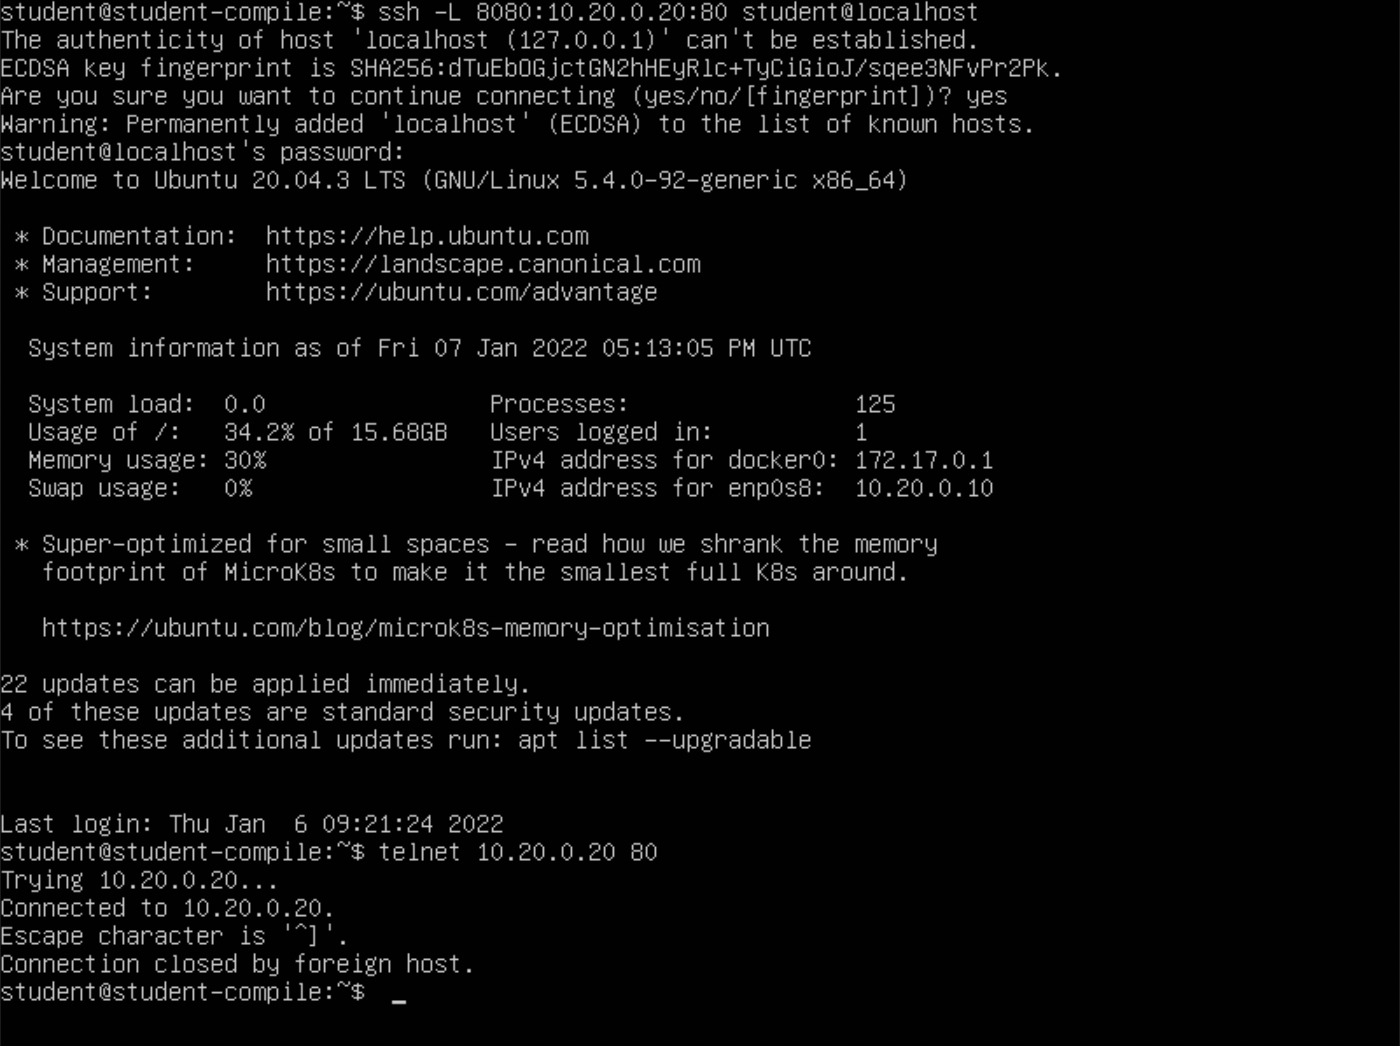 student@student-compile:~$ ssh -L 8080:10.20.0.20:80 student@localhost
The authenticity of host 'localhost (127.0.0.1)' can't be established.
ECDSA key fingerprint is SHA256:dTuEbOGjctGN2hHEyRlc+TyCiGioJ/sqee3NFvPr2Pk.
Are you sure you want to continue connecting (yes/no/[fingerprint])? yes
Warning: Permanently added 'localhost' (ECDSA) to the list of known hosts.
student@localhost's password:
Welcome to Ubuntu 20.04.3 LTS (GNU/Linux 5.4.0-92-generic x86_64)

 * Documentation:  https://help.ubuntu.com
 * Management:     https://landscape.canonical.com
 * Support:        https://ubuntu.com/advantage

  System information as of Fri 07 Jan 2022 05:13:05 PM UTC

  System load:  0.0                Processes:                125
  Usage of /:   34.2% of 15.68GB   Users logged in:          1
  Memory usage: 30%                IPv4 address for docker0: 172.17.0.1
  Swap usage:   0%                 IPv4 address for enp0s8:  10.20.0.10

 * Super-optimized for small spaces - read how we shrank the memory
   footprint of MicroK8s to make it the smallest full K8s around.

   https://ubuntu.com/blog/microk8s-memory-optimisation

22 updates can be applied immediately.
4 of these updates are standard security updates.
To see these additional updates run: apt list --upgradable

Last login: Thu Jan  6 09:21:24 2022
student@student-compile:~$ telnet 10.20.0.20 80
Trying 10.20.0.20...
Connected to 10.20.0.20.
Escape character is '^]'.
Connection closed by foreign host.
student@student-compile:~$  _